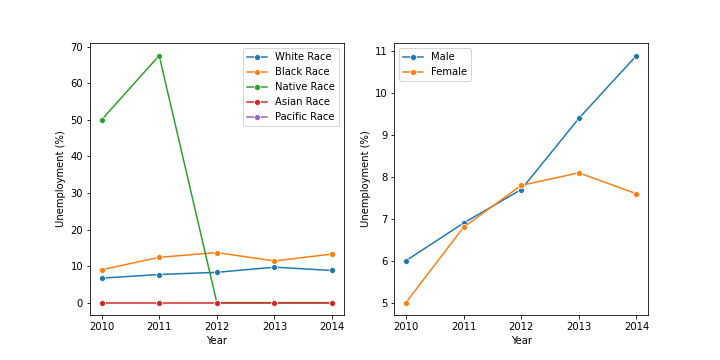 70
60
50
40
30
20
10
0
Unemployment (%)
2010 2011 2012 2013 2014
Year
White Race
Black Race
Native Race
Asian Race
Pacific Race
11
10
9
8
7
6
5
Unemployment (%)
2010 2011 2012 2013 2014
Year
Male
Female